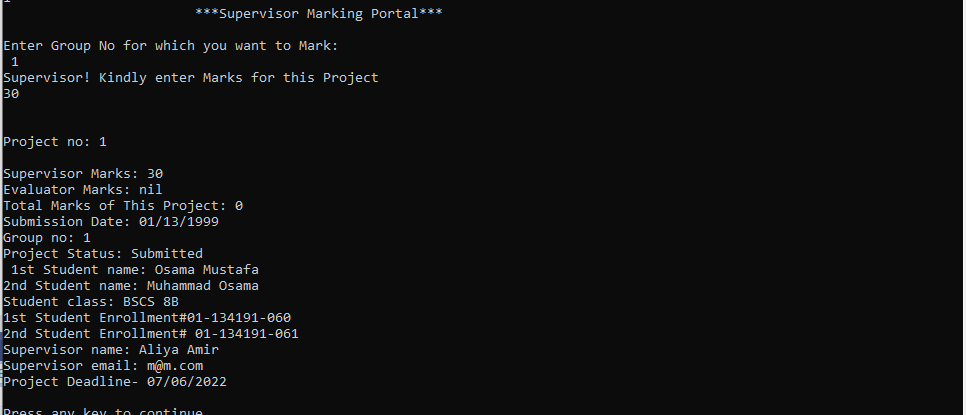 ***Supervisor Marking Portal***
Enter Group No for which you want to Mark:
1
Supervisor! Kindly enter Marks for this Project
30
Project no: 1
Supervisor Marks: 30
Evaluator Marks: nil
Total Marks of This Project: 0
Submission Date: 01/13/1999
Group no: 1
Project Status: Submitted
1st Student name: Osama Mustafa
2nd Student name: Muhammad Osama
Student class: BSCS 8B
1st Student Enrollment#01-134191-060
2nd Student Enrollment# 01-134191-061
Supervisor name: Aliya Amir
Supervisor email: m@m.com
Project Deadline- 07/06/2022
Press any key to continue